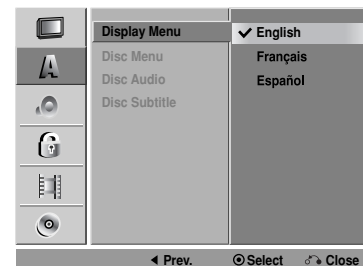 Display Menu
Disc Menu
Disc Audio
Disc Subtitle
English
Français
Español
Prev. Select Close